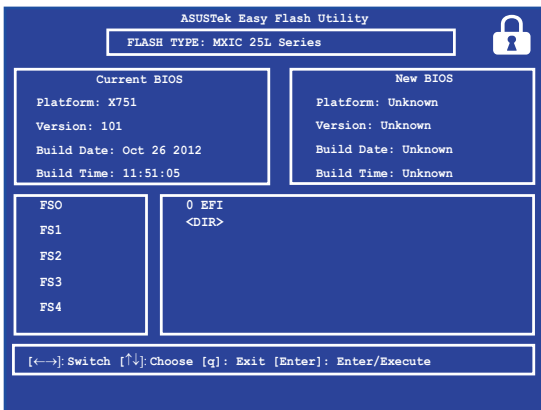 ASUSTek Easy Flash Utility
FLASH TYPE: MXIC 25L Series
Current BIOS
Platform: X751
Version: 101
Build Date: Oct 26 2012
Build Time: 11:51:05
New BIOS
Platform: Unknown
Version: Unknown
Build Date: Unknown
Build Time: Unknown
FSO
FS1
FS2
FS3
FS4
0 EFI
<DIR>
[←→]: Switch [↑↓]: Choose [q]: Exit [Enter]: Enter/Execute